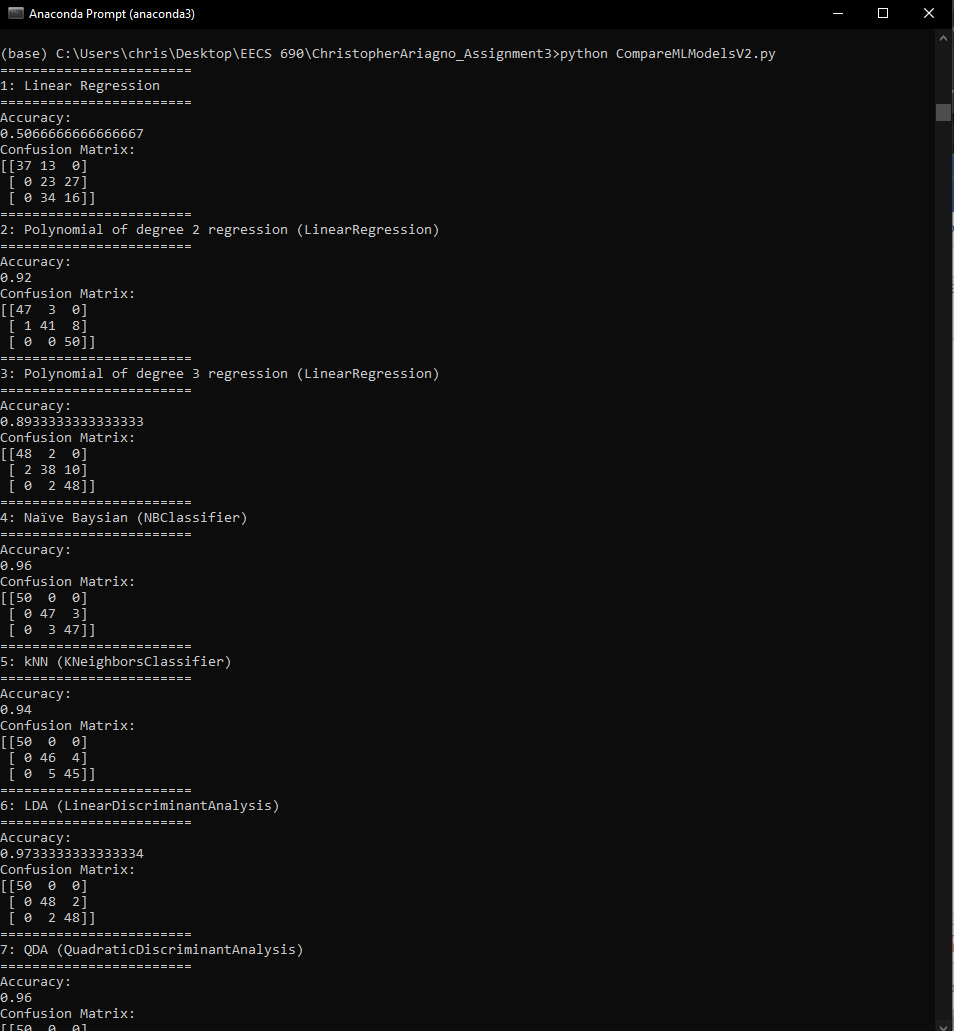 Anaconda Prompt (anaconda3)
(base) C:\Users\chris\Desktop\EECS 690\ChristopherAriagno_Assignment3>python CompareMLModelsV2.py
========================
1: Linear Regression
========================
Accuracy:
0.5066666666666667
Confusion Matrix:
[[37 13  0]
 [ 0 23 27]
 [ 0 34 16]]
========================
2: Polynomial of degree 2 regression (LinearRegression)
========================
Accuracy:
0.92
Confusion Matrix:
[[47  3  0]
 [ 1 41  8]
 [ 0  0 50]]
========================
3: Polynomial of degree 3 regression (LinearRegression)
========================
Accuracy:
0.8933333333333333
Confusion Matrix:
[[48  2  0]
 [ 2 38 10]
 [ 0  2 48]]
========================
4: Naïve Baysian (NBClassifier)
========================
Accuracy:
0.96
Confusion Matrix:
[[50  0  0]
 [ 0 47  3]
 [ 0  3 47]]
========================
5: kNN (KNeighborsClassifier)
========================
Accuracy:
0.94
Confusion Matrix:
[[50  0  0]
 [ 0 46  4]
 [ 0  5 45]]
========================
6: LDA (LinearDiscriminantAnalysis)
========================
Accuracy:
0.9733333333333334
Confusion Matrix:
[[50  0  0]
 [ 0 48  2]
 [ 0  2 48]]
========================
7: QDA (QuadraticDiscriminantAnalysis)
========================
Accuracy:
0.96
Confusion Matrix:
[[50  0  0]